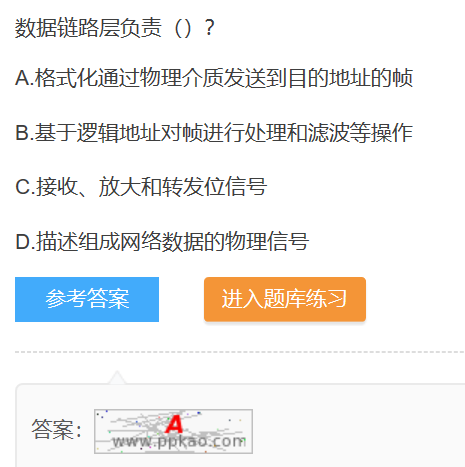 数据链路层负责（）？
A.格式化通过物理介质发送到目的地址的帧
B.基于逻辑地址对帧进行处理和滤波等操作
C.接收、放大和转发位信号
D.描述组成网络数据的物理信号
参考答案 进入题库练习
答案： A
www.ppkao.com